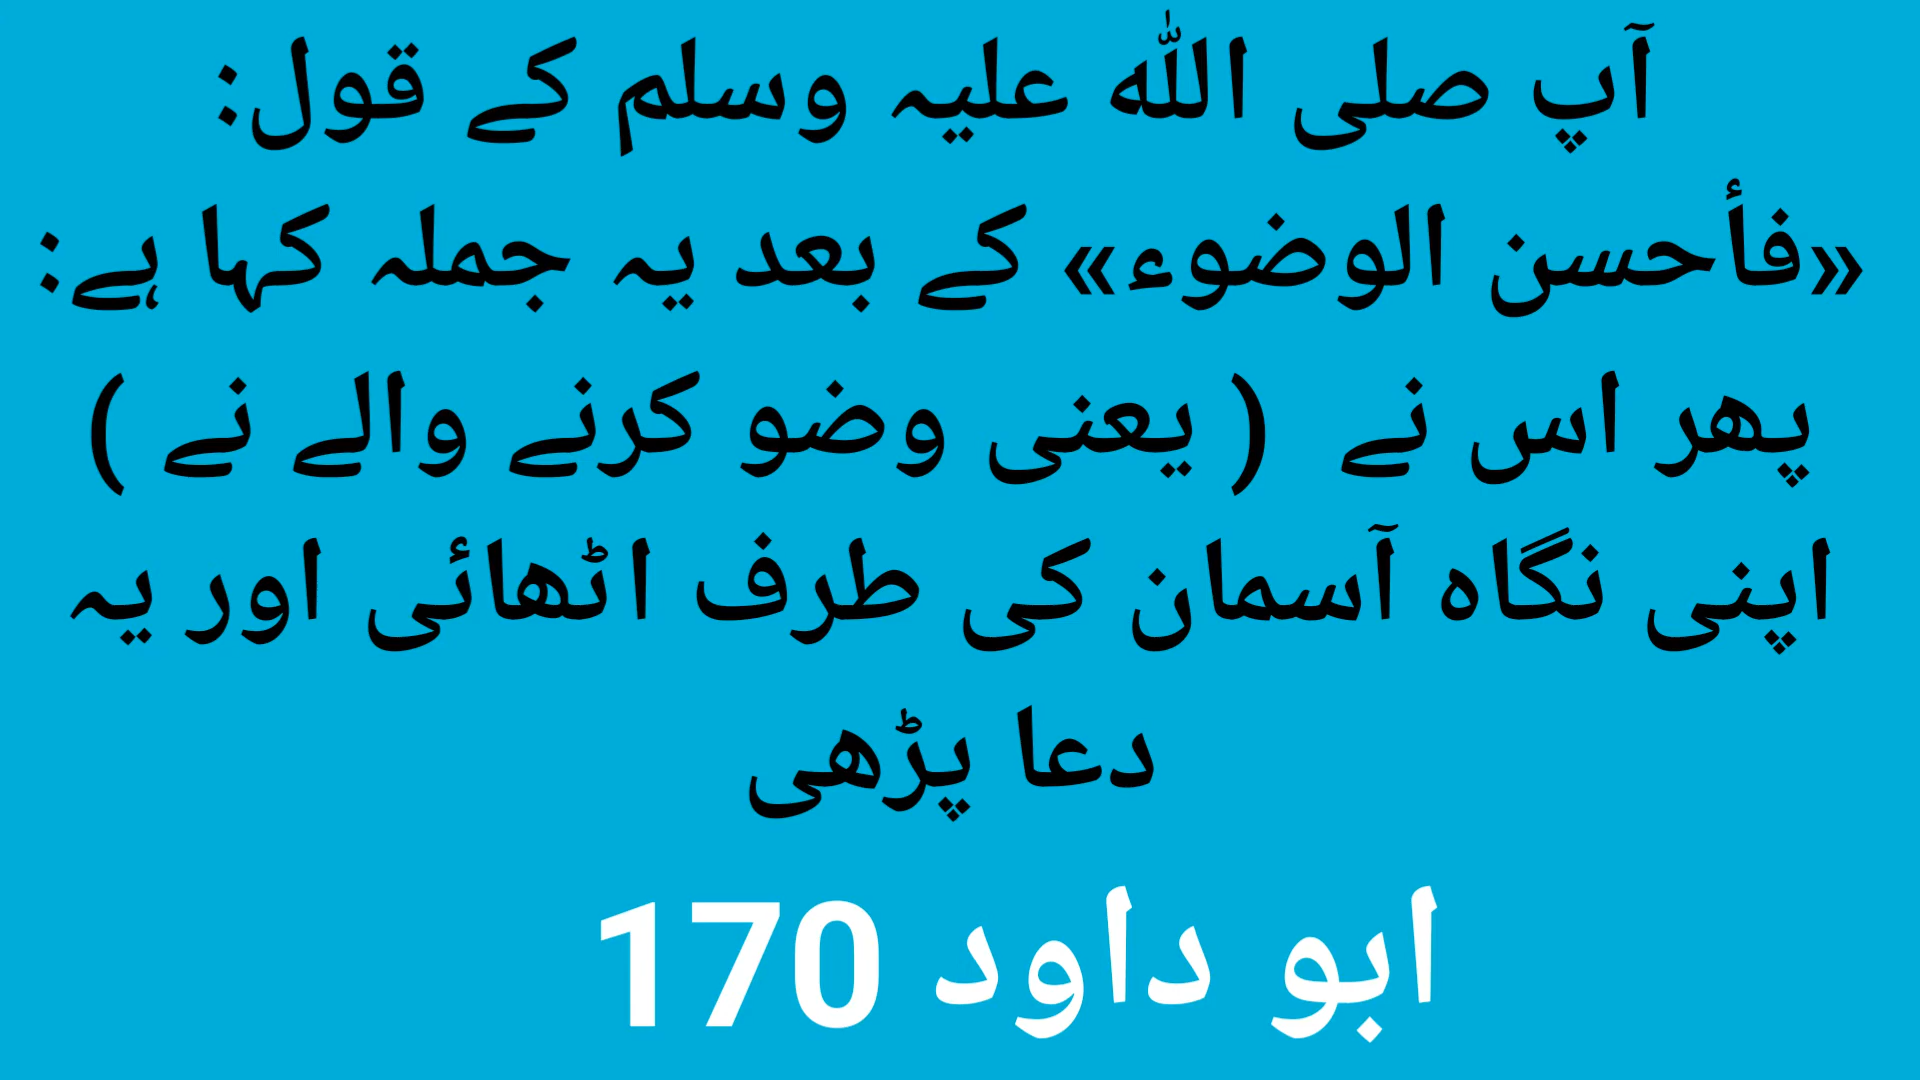 آپ صلی اللہ علیہ وسلم کے قول:
«فأحسن الوضوء» کے بعد یہ جملہ کہا ہے:
پھر اس نے ( یعنی وضو کرنے والے نے )
اپنی نگاہ آسمان کی طرف اٹھائی اور یہ
دعا پڑھی
ابو داود 170